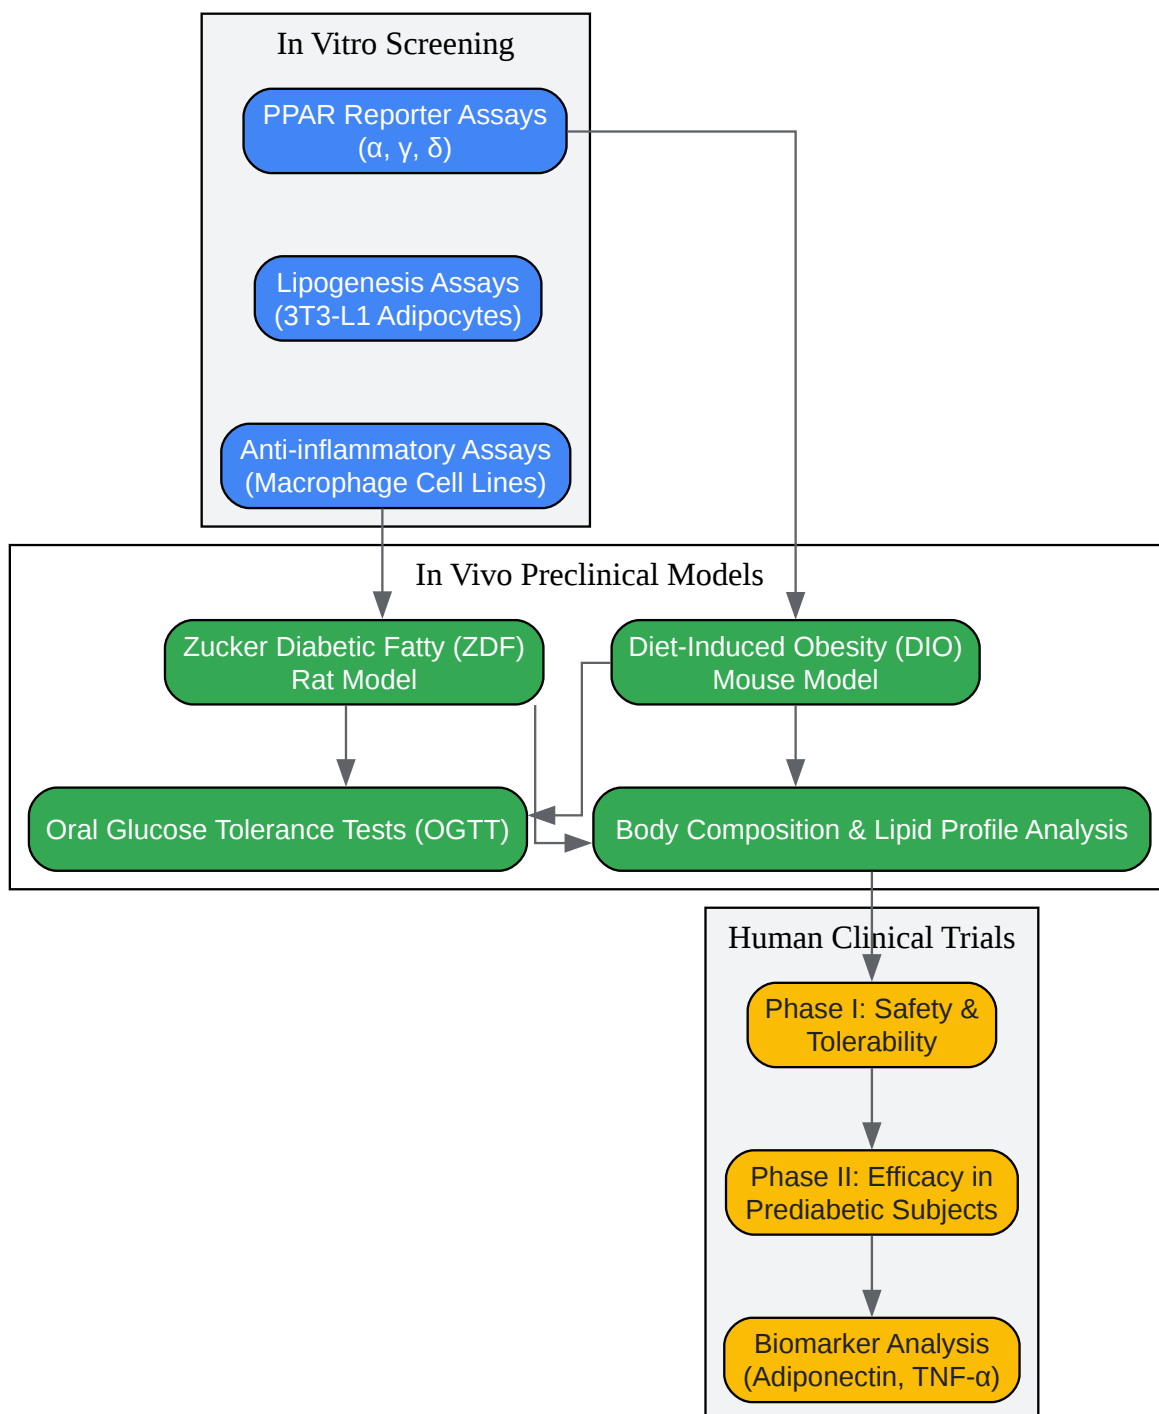 In Vitro Screening
PPAR Reporter Assays
(α, γ, δ)
Lipogenesis Assays
(3T3-L1 Adipocytes)
Anti-inflammatory Assays
(Macrophage Cell Lines)
In Vivo Preclinical Models
Zucker Diabetic Fatty (ZDF)
Rat Model
Diet-Induced Obesity (DIO)
Mouse Model
Oral Glucose Tolerance Tests (OGTT)
Body Composition & Lipid Profile Analysis
Human Clinical Trials
Phase I: Safety &
Tolerability
Phase II: Efficacy in
Prediabetic Subjects
Biomarker Analysis
(Adiponectin, TNF-α)